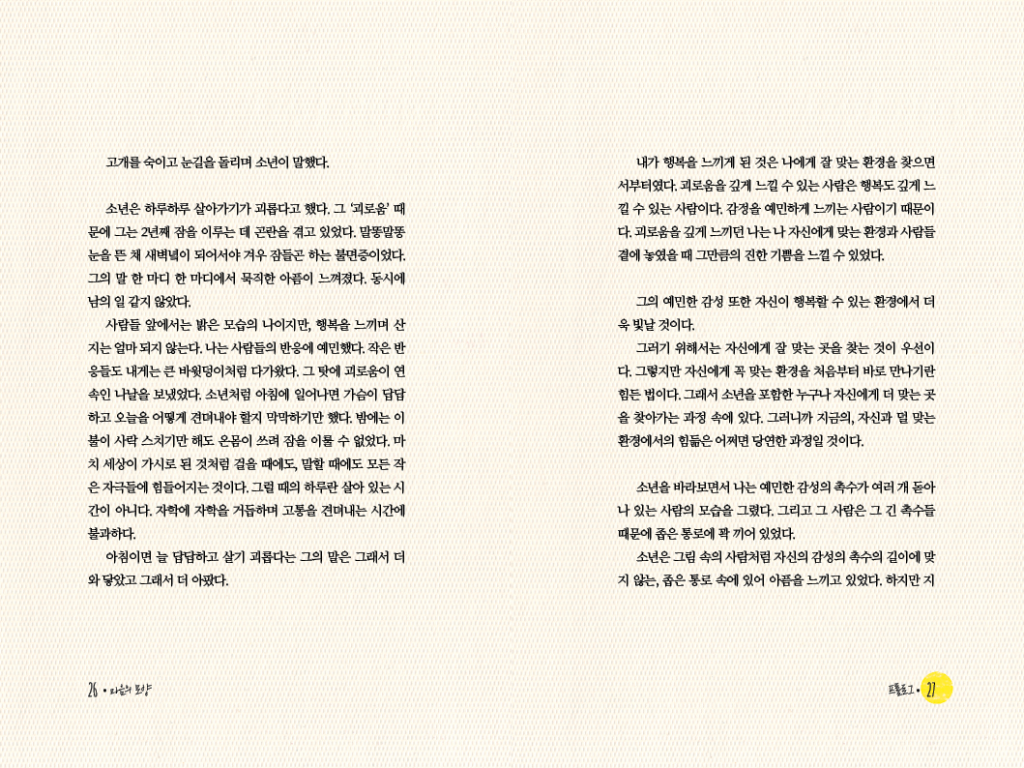 고개를 숙이고 눈길을 돌리며 소년이 말했다.
소년은 하루하루 살아가기가 괴롭다고 했다. 그 ‘괴로움’ 때
문에 그는 2년째 잠을 이루는 데 곤란을 겪고 있었다. 말똥말똥
눈을 뜬 채 새벽녘이 되어서야 겨우 잠들곤 하는 불면증이었다.
그의 말 한 마디 한 마디에서 묵직한 아픔이 느껴졌다. 동시에
남의 일 같지 않았다.
사람들 앞에서는 밝은 모습의 나이지만, 행복을 느끼며 산
지는 얼마 되지 않는다. 나는 사람들의 반응에 예민했다. 작은 반
응들도 내게는 큰 바윗덩이처럼 다가왔다. 그 탓에 괴로움이 연
속인 나날을 보냈었다. 소년처럼 아침에 일어나면 가슴이 답답
하고 오늘을 어떻게 견뎌내야 할지 막막하기만 했다. 밤에는 이
불이 사락 스치기만 해도 온몸이 쓰려 잠을 이룰 수 없었다. 마
치 세상이 가시로 된 것처럼 걸을 때에도, 말할 때에도 모든 작
은 자극들에 힘들어지는 것이다. 그럴 때의 하루란 살아 있는 시
간이 아니다. 자학에 자학을 거듭하며 고통을 견뎌내는 시간에
불과하다.
아침이면 늘 답답하고 살기 괴롭다는 그의 말은 그래서 더
와 닿았고 그래서 더 아팠다.
26 • 마음의 모양
내가 행복을 느끼게 된 것은 나에게 잘 맞는 환경을 찾으면
서부터였다. 괴로움을 깊게 느낄 수 있는 사람은 행복도 깊게 느
낄 수 있는 사람이다. 감정을 예민하게 느끼는 사람이기 때문이
다. 괴로움을 깊게 느끼던 나는 나 자신에게 맞는 환경과 사람들
곁에 놓였을 때 그만큼의 진한 기쁨을 느낄 수 있었다.
그의 예민한 감성 또한 자신이 행복할 수 있는 환경에서 더
욱 빛날 것이다.
그러기 위해서는 자신에게 잘 맞는 곳을 찾는 것이 우선이
다. 그렇지만 자신에게 꼭 맞는 환경을 처음부터 바로 만나기란
힘든 법이다. 그래서 소년을 포함한 누구나 자신에게 더 맞는 곳
을 찾아가는 과정 속에 있다. 그러니까 지금의, 자신과 덜 맞는
환경에서의 힘듦은 어쩌면 당연한 과정일 것이다.
소년을 바라보면서 나는 예민한 감성의 촉수가 여러 개 돋아
나 있는 사람의 모습을 그렸다. 그리고 그 사람은 그 긴 촉수들
때문에 좁은 통로에 꽉 끼어 있었다.
소년은 그림 속의 사람처럼 자신의 감성의 촉수의 길이에 맞
지 않는, 좁은 통로 속에 있어 아픔을 느끼고 있었다. 하지만 지
프롤로그 • 27